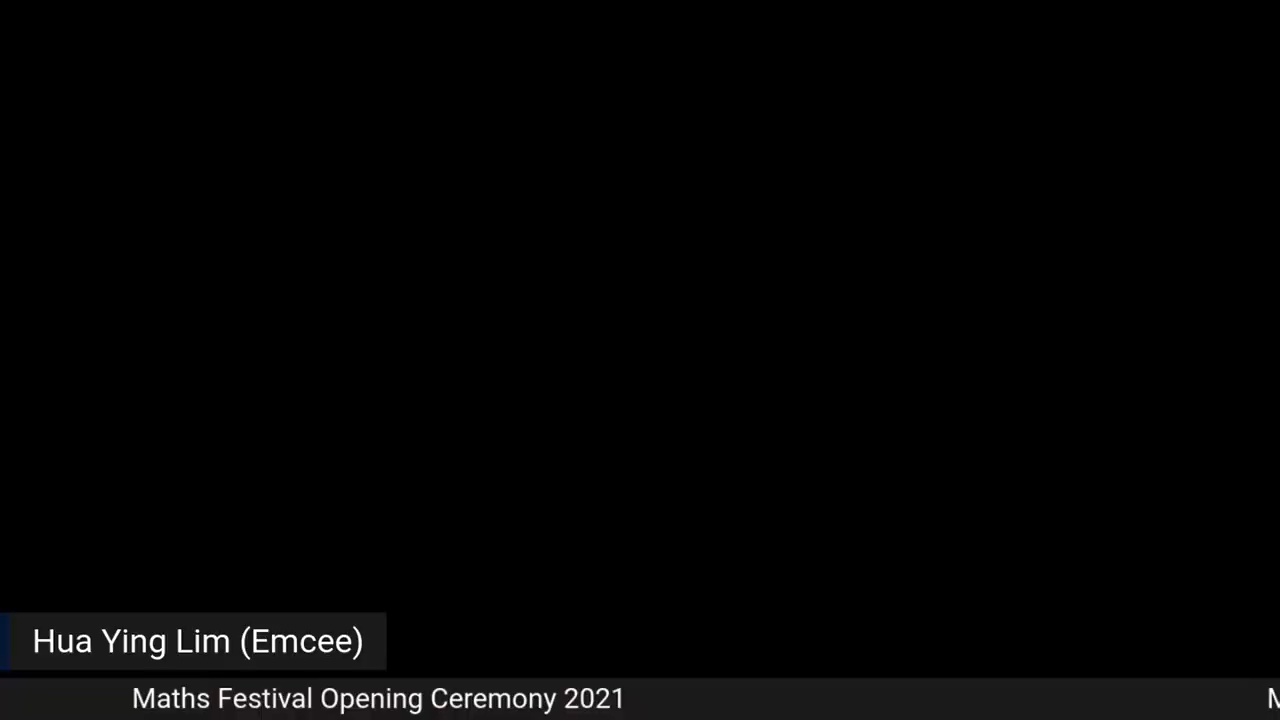 Hua Ying Lim (Emcee)
Maths Festival Opening Ceremony 2021